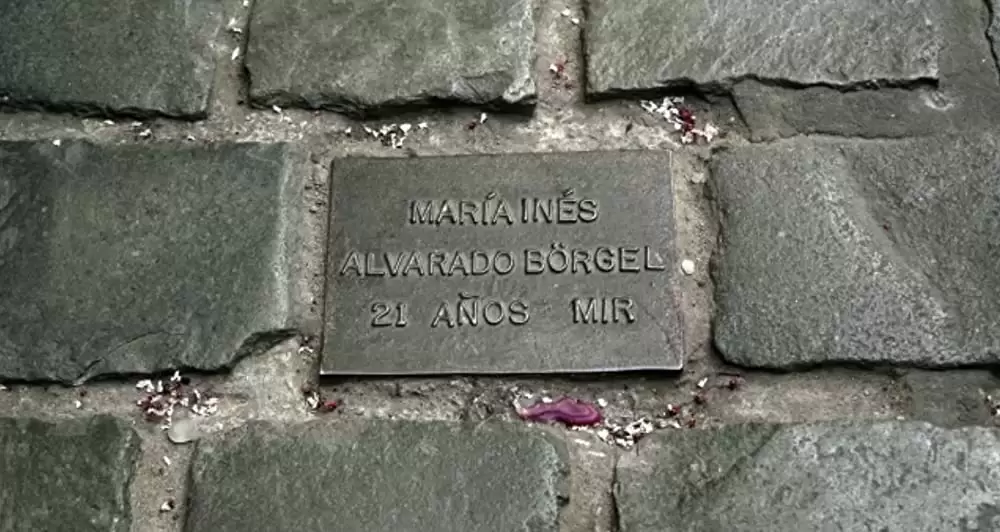 MARÍA INÉS
ALVARADO BÖRGEL
21 AÑOS MIR